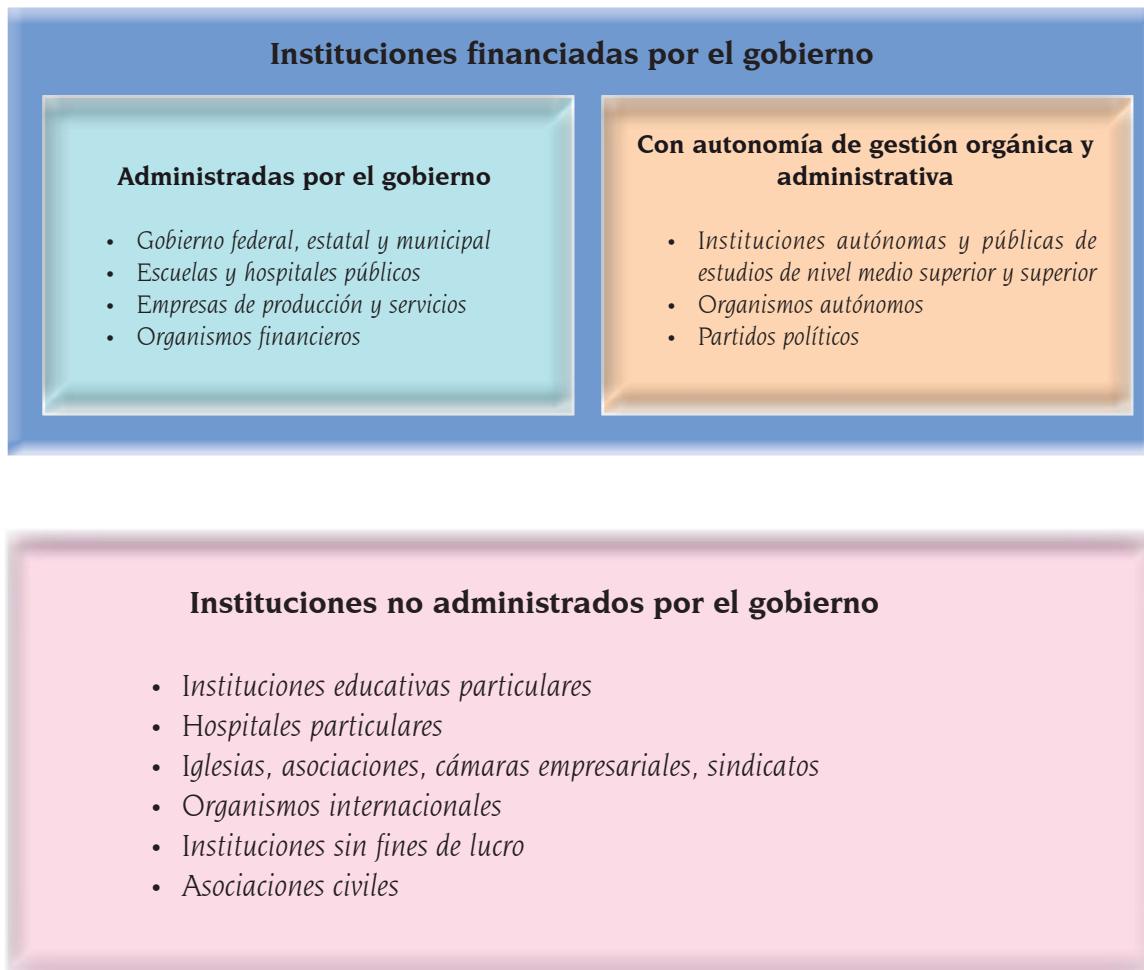 Instituciones financiadas por el gobierno
Administradas por el gobierno
• Gobierno federal, estatal y municipal
• Escuelas y hospitales públicos
• Empresas de producción y servicios
• Organismos financieros
Con autonomía de gestión orgánica y
administrativa
• Instituciones autónomas y públicas de
estudios de nivel medio superior y superior
• Organismos autónomos
• Partidos políticos
Instituciones no administrados por el gobierno
• Instituciones educativas particulares
• Hospitales particulares
• Iglesias, asociaciones, cámaras empresariales, sindicatos
• Organismos internacionales
• Instituciones sin fines de lucro
• Asociaciones civiles